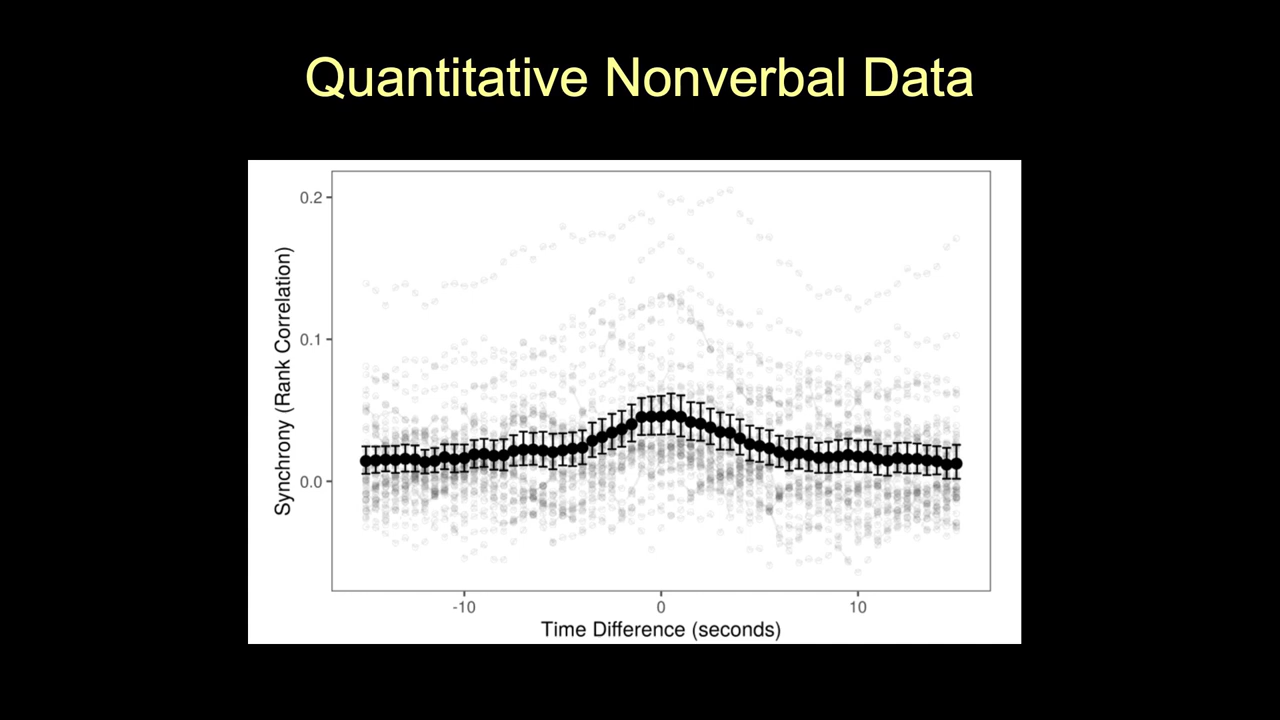 Quantitative Nonverbal Data
0.2
0.1
0.0
Synchrony (Rank Correlation)
-10
0
10
Time Difference (seconds)